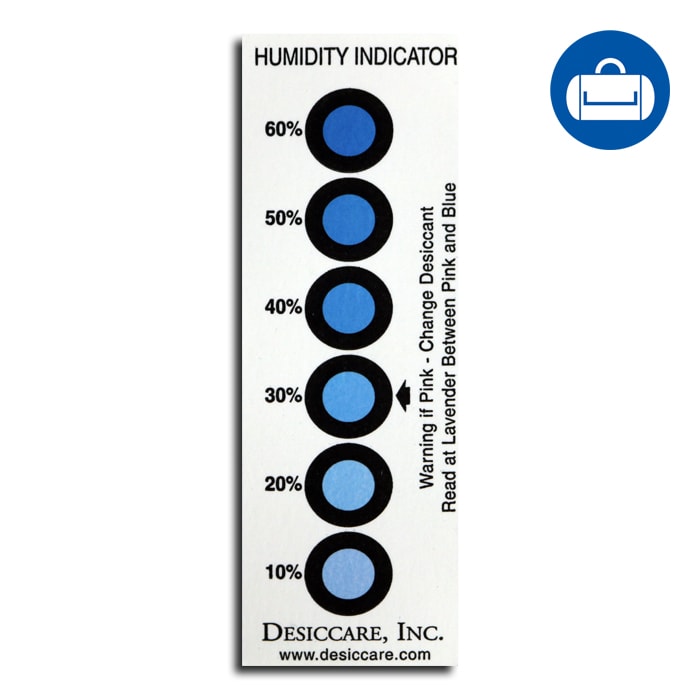 HUMIDITY INDICATOR
60%
50%
40%
30%
20%
10%
Warning if Pink - Change Desiccant
Read at Lavender Between Pink and Blue
DESICCARE, INC.
www.desiccare.com